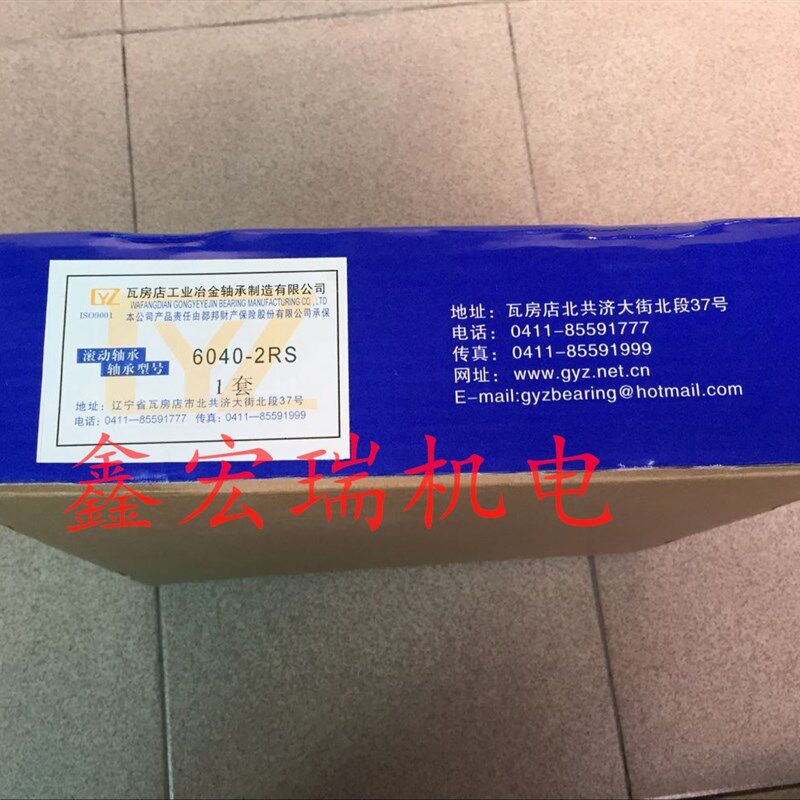 GYZ 瓦房店工业冶金轴承制造有限公司
WAFANGDIAN GONGYEYEJIN BEARING MANUFACTURING CO.,LTD
ISO9001 本公司产品责任由都邦财产保险股份有限公司承保
滚动轴承
轴承型号
6040-2RS
1套
地址：辽宁省瓦房店市北共济大街北段37号
电话：0411—85591777 传真：0411—85591999
地址：瓦房店北共济大街北段37号
电话：0411-85591777
传真：0411-85591999
网址：www.gyz.net.cn
E-mail:gyzbearing@hotmail.com
鑫宏瑞机电